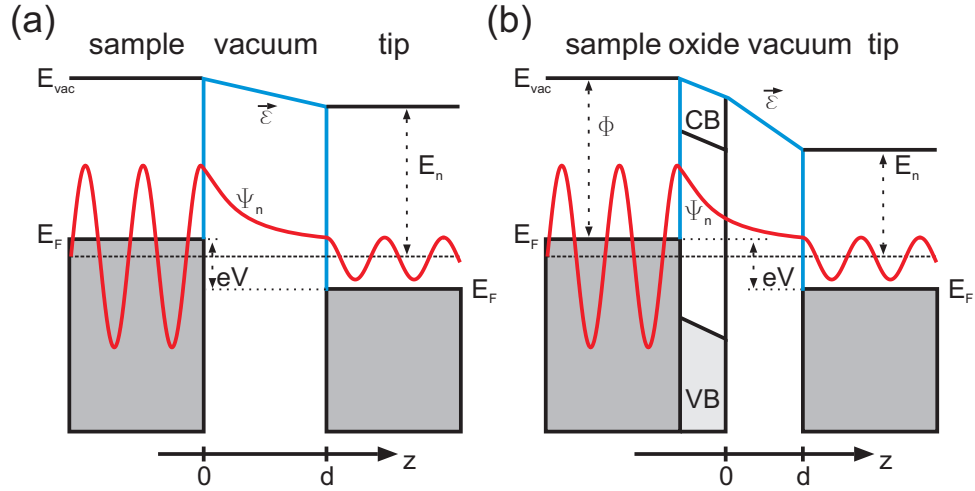 (a)
sample vacuum tip
E_vac
ε
E_n
Ψ_n
E_F
eV
E_F
0 d z
(b)
sample oxide vacuum tip
E_vac
CB
ε
Φ
E_n
Ψ_n
E_F
eV
E_F
VB
0 d z